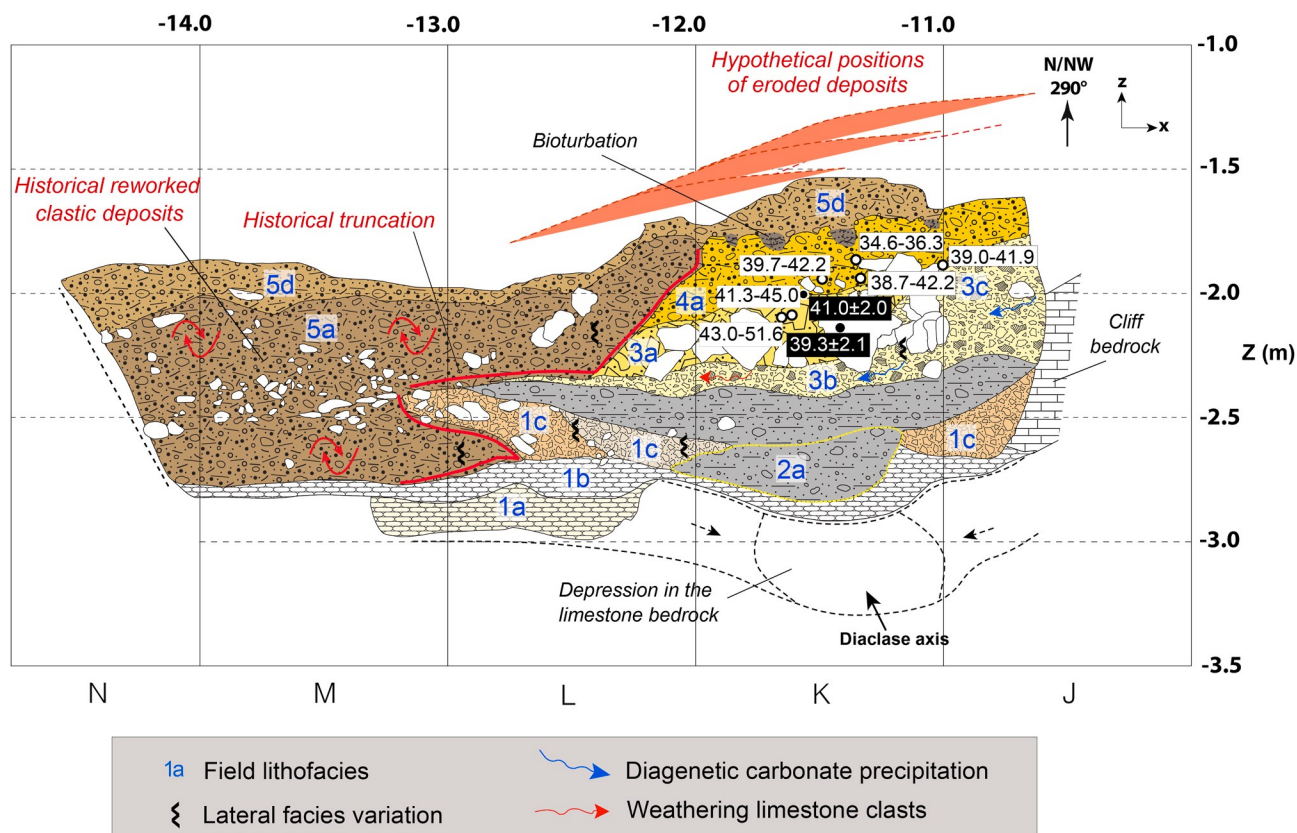 -14.0
-13.0
-12.0
-11.0
-1.0
Hypothetical positions
of eroded deposits
N/NW
290°
z
x
Bioturbation
-1.5
Historical reworked
clastic deposits
Historical truncation
5d
34.6-36.3
39.0-41.9
39.7-42.2
38.7-42.2
3c
5d
4a
41.3-45.0
41.0±2.0
-2.0
5a
43.0-51.6
39.3±2.1
Cliff
bedrock
Z (m)
3a
3b
1c
1c
1c
-2.5
2a
1b
1a
-3.0
Depression in the
limestone bedrock
Diaclase axis
-3.5
N
M
L
K
J
1a Field lithofacies
Diagenetic carbonate precipitation
Lateral facies variation
Weathering limestone clasts